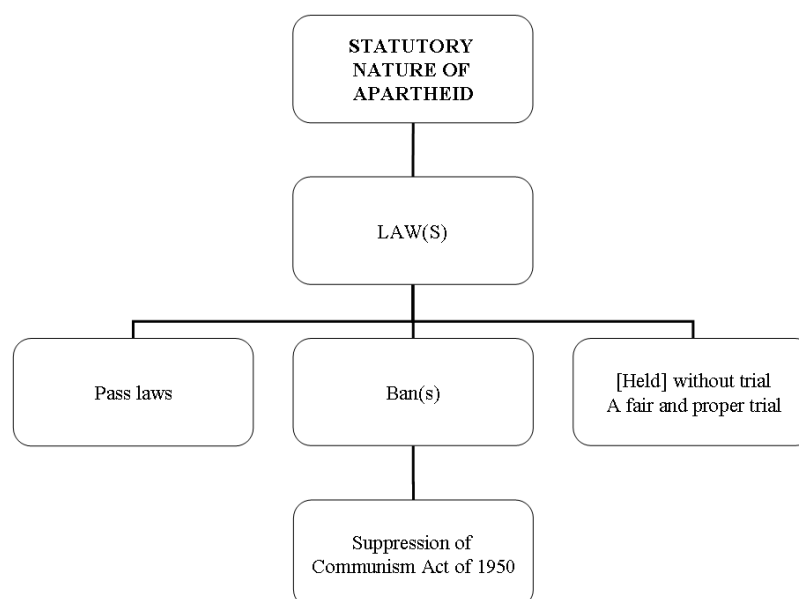 STATUTORY
NATURE OF
APARTHEID
LAW(S)
Pass laws
Ban(s)
[Held] without trial
A fair and proper trial
Suppression of
Communism Act of 1950